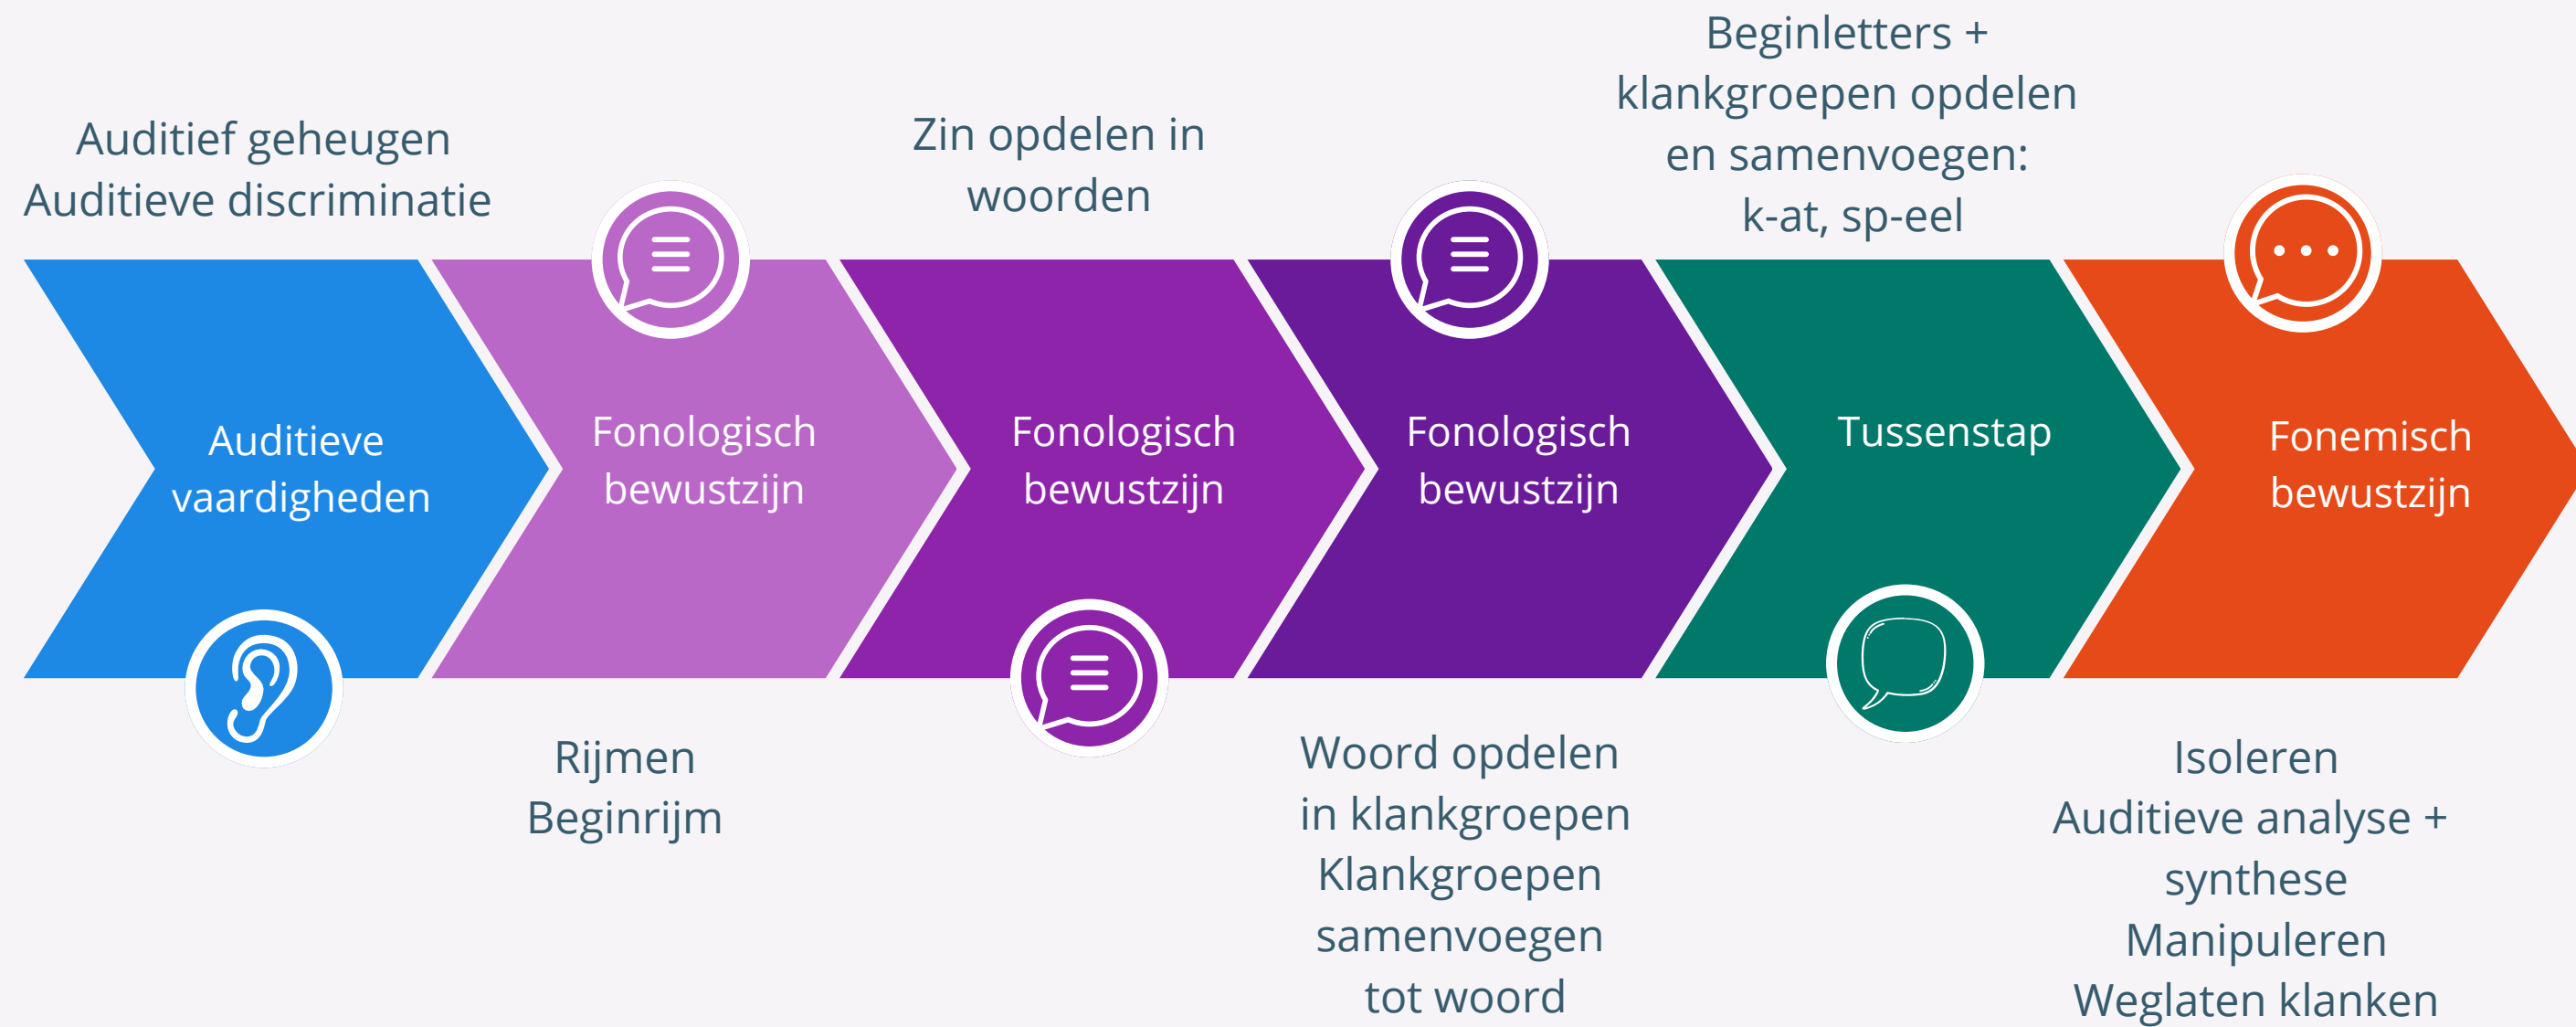 Auditief geheugen
Auditieve discriminatie
Auditieve
vaardigheden
Fonologisch
bewustzijn
Rijmen
Beginrijm
Zin opdelen in
woorden
Fonologisch
bewustzijn
Fonologisch
bewustzijn
Woord opdelen
in klankgroepen
Klankgroepen
samenvoegen
tot woord
Beginletters +
klankgroepen opdelen
en samenvoegen:
k-at, sp-eel
Tussenstap
Fonemisch
bewustzijn
Isoleren
Auditieve analyse +
synthese
Manipuleren
Weglaten klanken